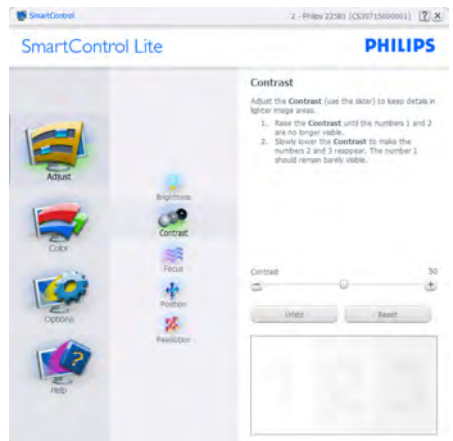 SmartControl
2 - Philips 225B1 (CS30715000001) ? X
SmartControl Lite
PHILIPS
Contrast
Adjust the Contrast (use the slider) to keep details in
lighter image areas.
1. Raise the Contrast until the numbers 1 and 2
are no longer visible.
2. Slowly lower the Contrast to make the
numbers 2 and 3 reappear. The number 1
should remain barely visible.
Adjust
Color
Options
Help
Brightness
Contrast
Focus
Position
Resolution
Contrast 50
Undo Reset
1 2 3